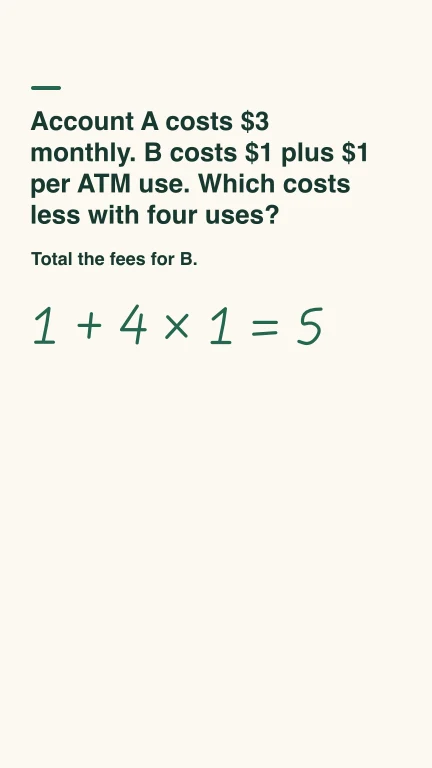 Account A costs $3
monthly. B costs $1 plus $1
per ATM use. Which costs
less with four uses?
Total the fees for B.
1 + 4 × 1 = 5